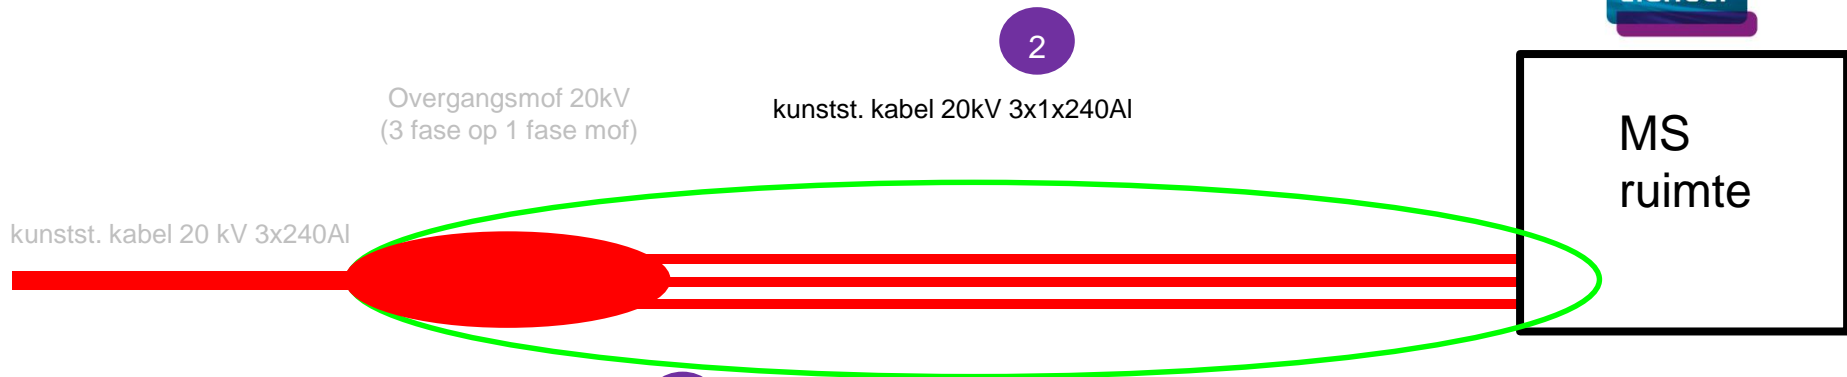 2
Overgangsmof 20kV
(3 fase op 1 fase mof)
kunstst. kabel 20kV 3x1x240Al
MS
ruimte
kunstst. kabel 20 kV 3x240Al